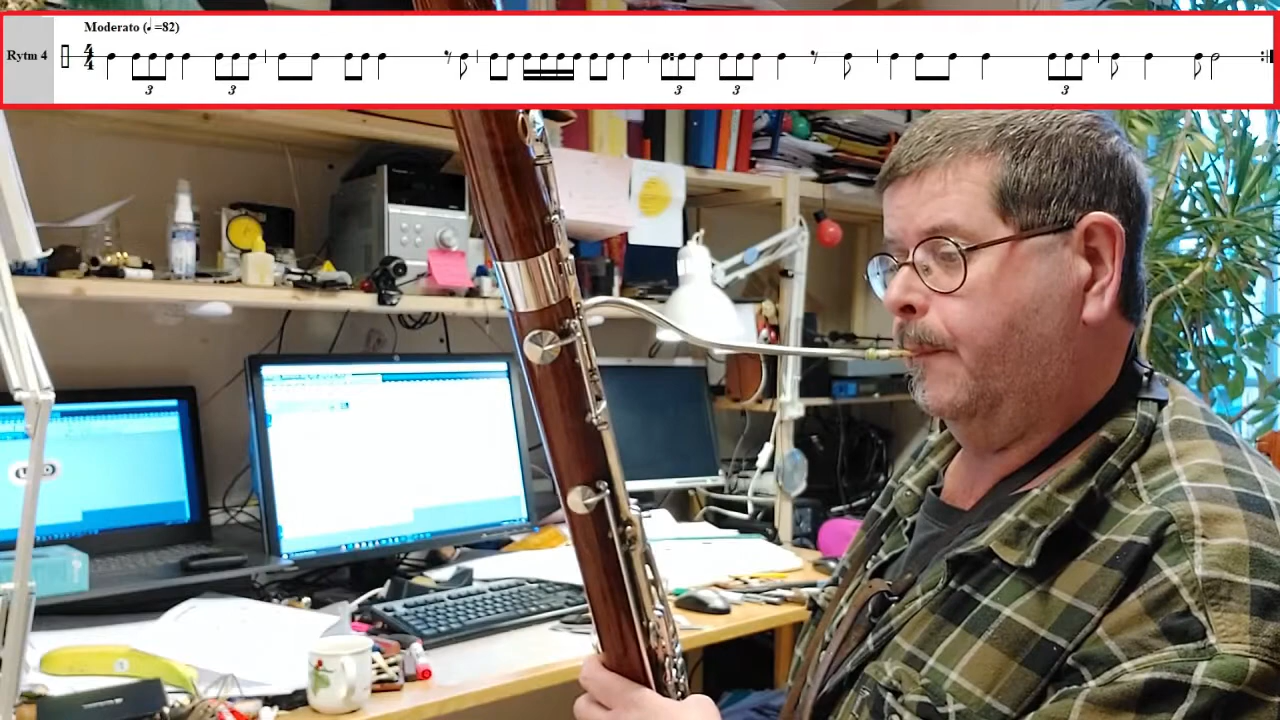 Moderato (♩=82)
Rytm 4
4
4
3 3 3 3 3